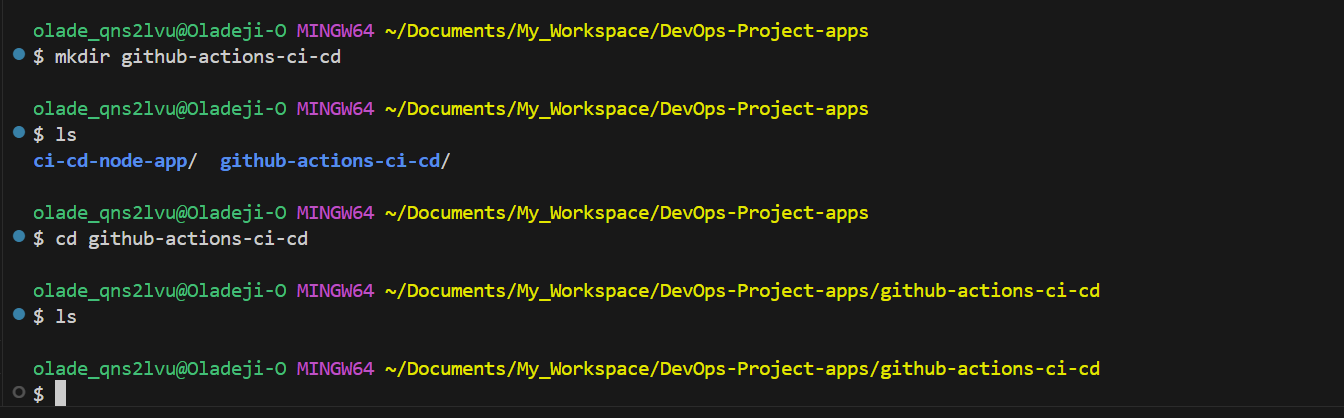 olade_qns2lvu@Oladeji-O MINGW64 ~/Documents/My_Workspace/DevOps-Project-apps
$ mkdir github-actions-ci-cd
olade_qns2lvu@Oladeji-O MINGW64 ~/Documents/My_Workspace/DevOps-Project-apps
$ ls
ci-cd-node-app/  github-actions-ci-cd/
olade_qns2lvu@Oladeji-O MINGW64 ~/Documents/My_Workspace/DevOps-Project-apps
$ cd github-actions-ci-cd
olade_qns2lvu@Oladeji-O MINGW64 ~/Documents/My_Workspace/DevOps-Project-apps/github-actions-ci-cd
$ ls
olade_qns2lvu@Oladeji-O MINGW64 ~/Documents/My_Workspace/DevOps-Project-apps/github-actions-ci-cd
$